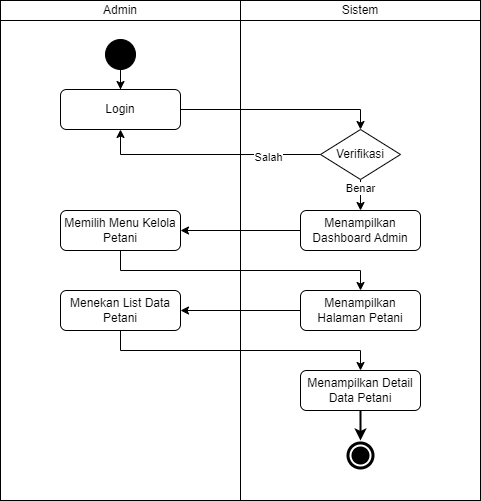 Admin
Sistem
Login
Verifikasi
Salah
Benar
Menampilkan
Dashboard Admin
Memilih Menu Kelola
Petani
Menampilkan
Halaman Petani
Menekan List Data
Petani
Menampilkan Detail
Data Petani